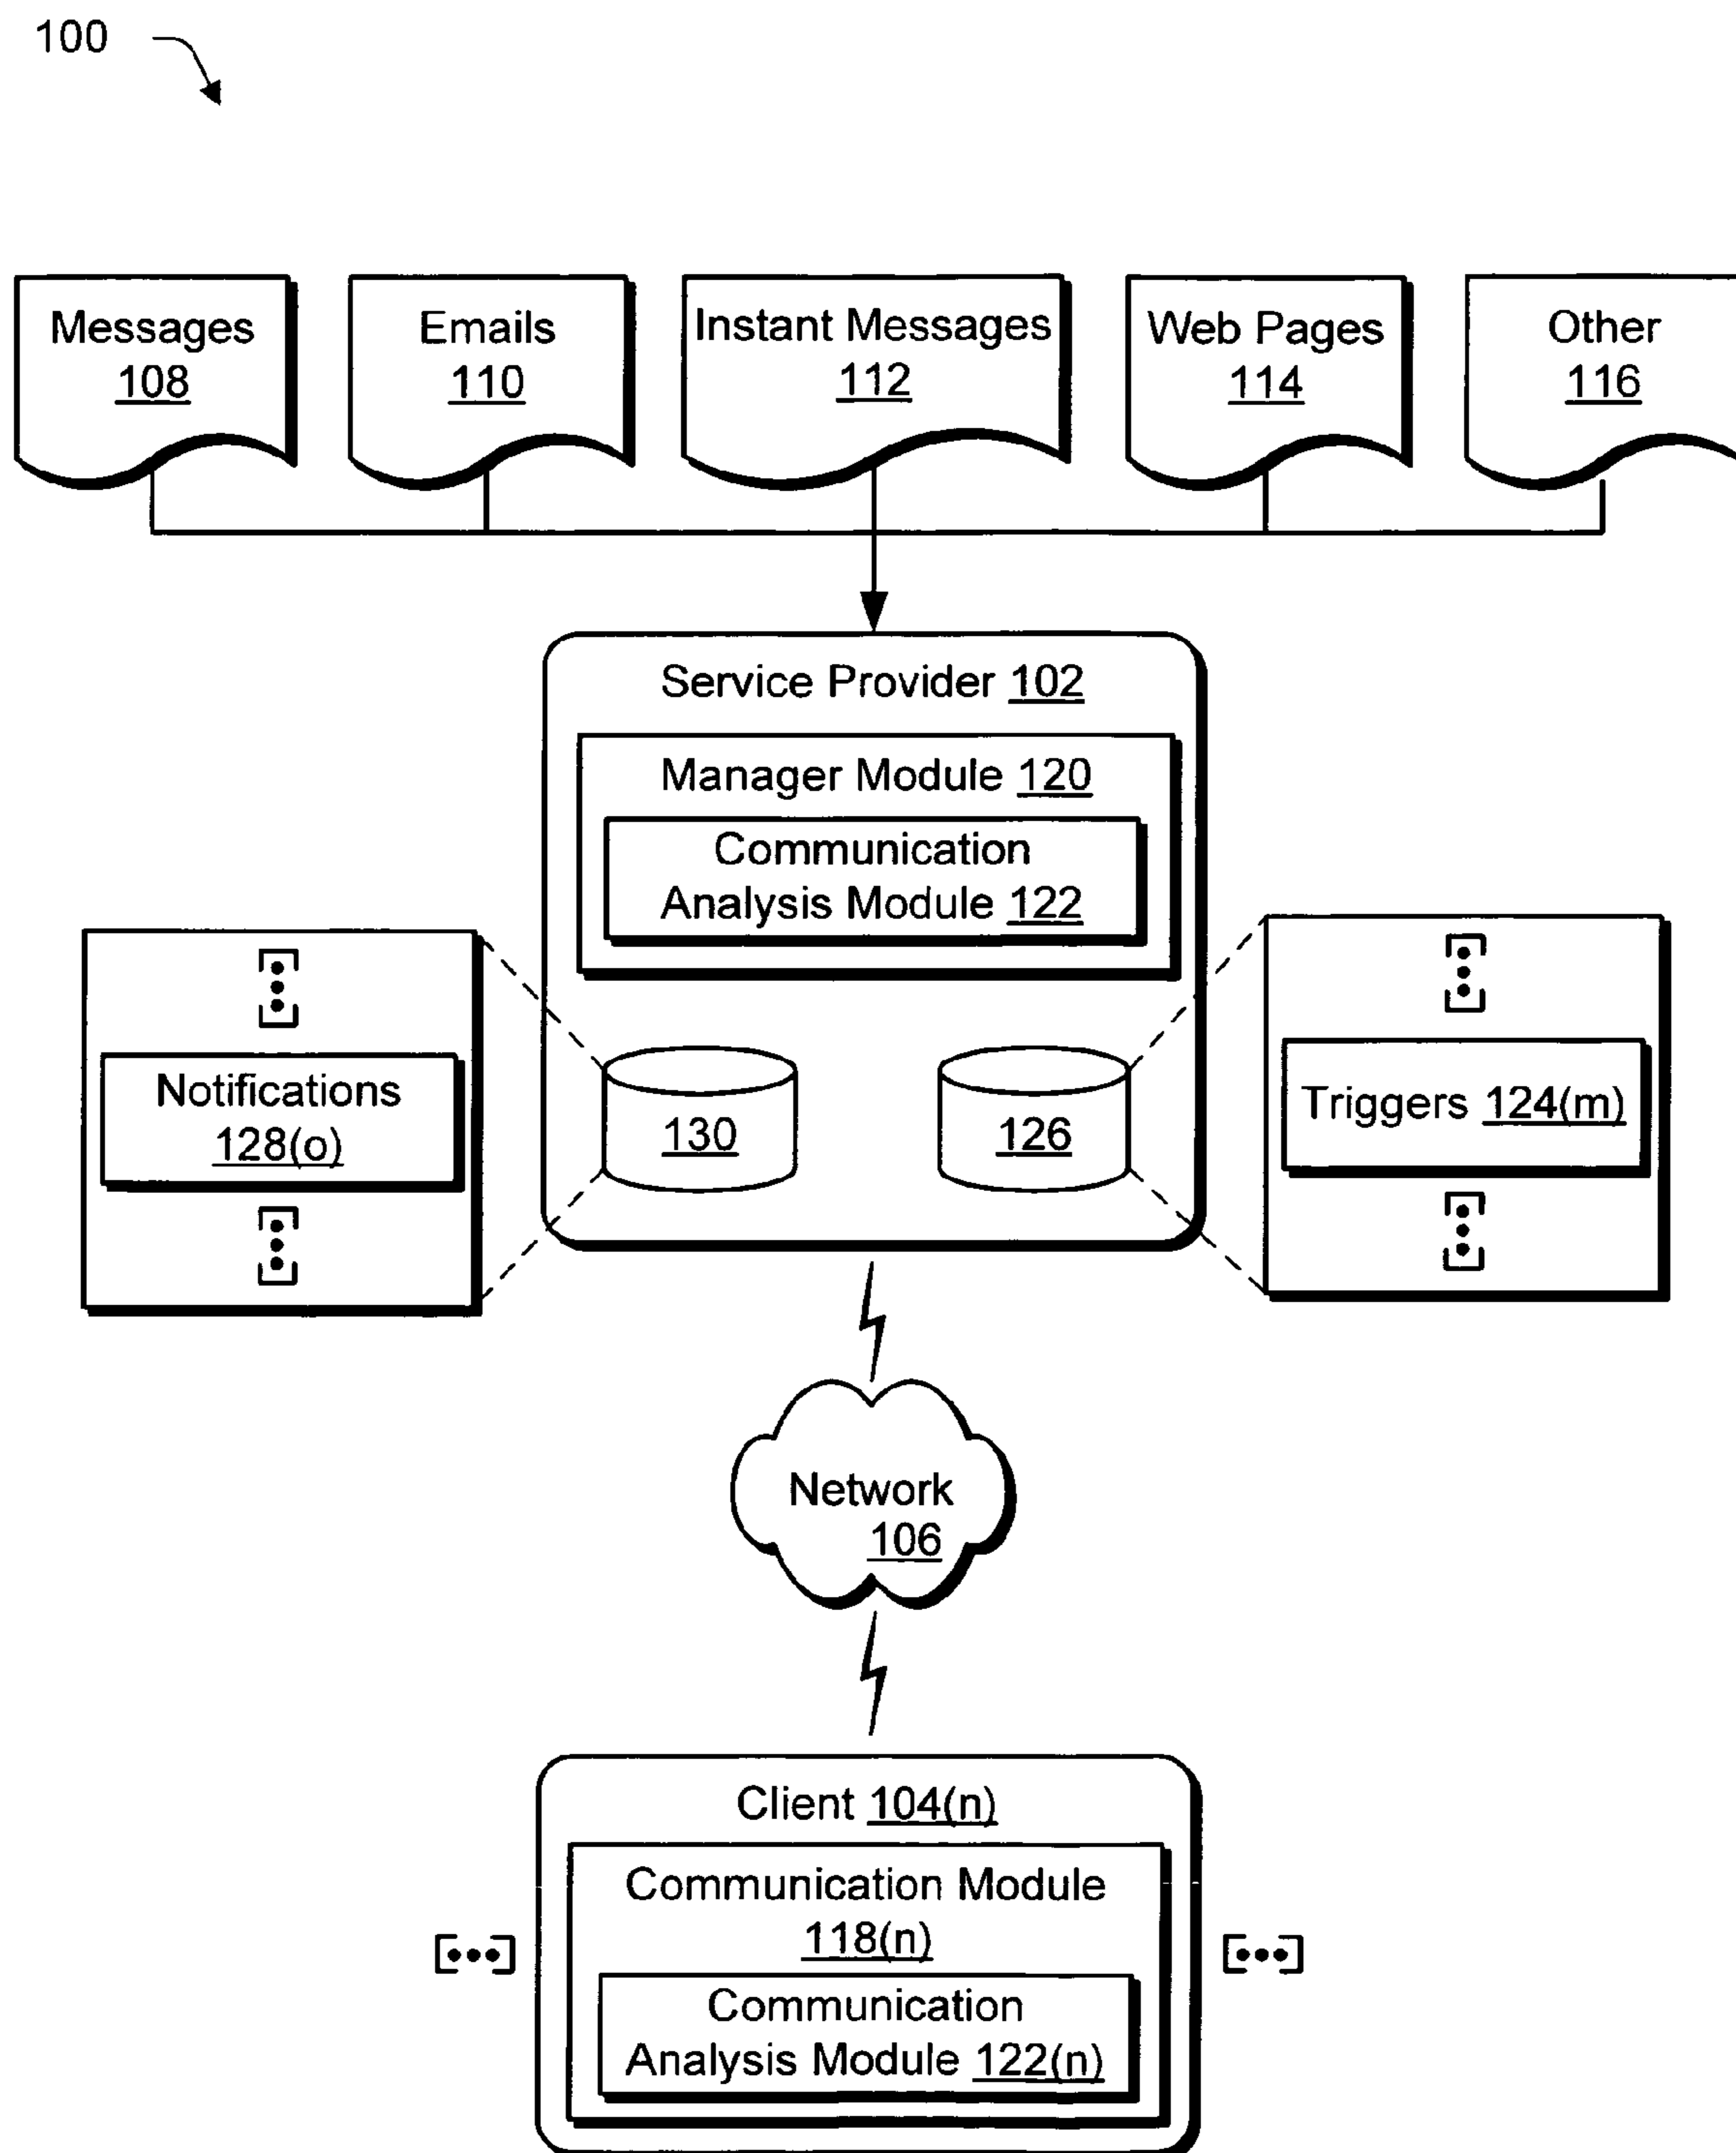 100
Messages
108
Emails
110
Instant Messages
112
Web Pages
114
Other
116
Service Provider 102
Manager Module 120
Communication
Analysis Module 122
Notifications
128(o)
130
126
Triggers 124(m)
Network
106
Client 104(n)
Communication Module
118(n)
Communication
Analysis Module 122(n)